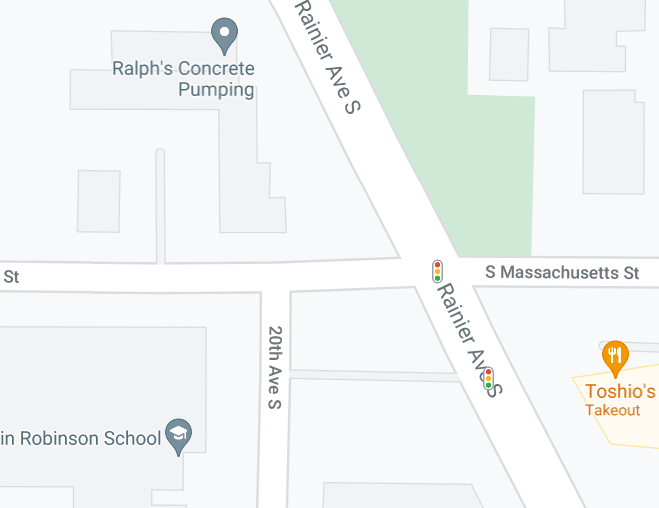 Rainier Ave S
Ralph's Concrete
Pumping
St
S Massachusetts St
Rainier Ave S
20th Ave S
Toshio's
Takeout
in Robinson School